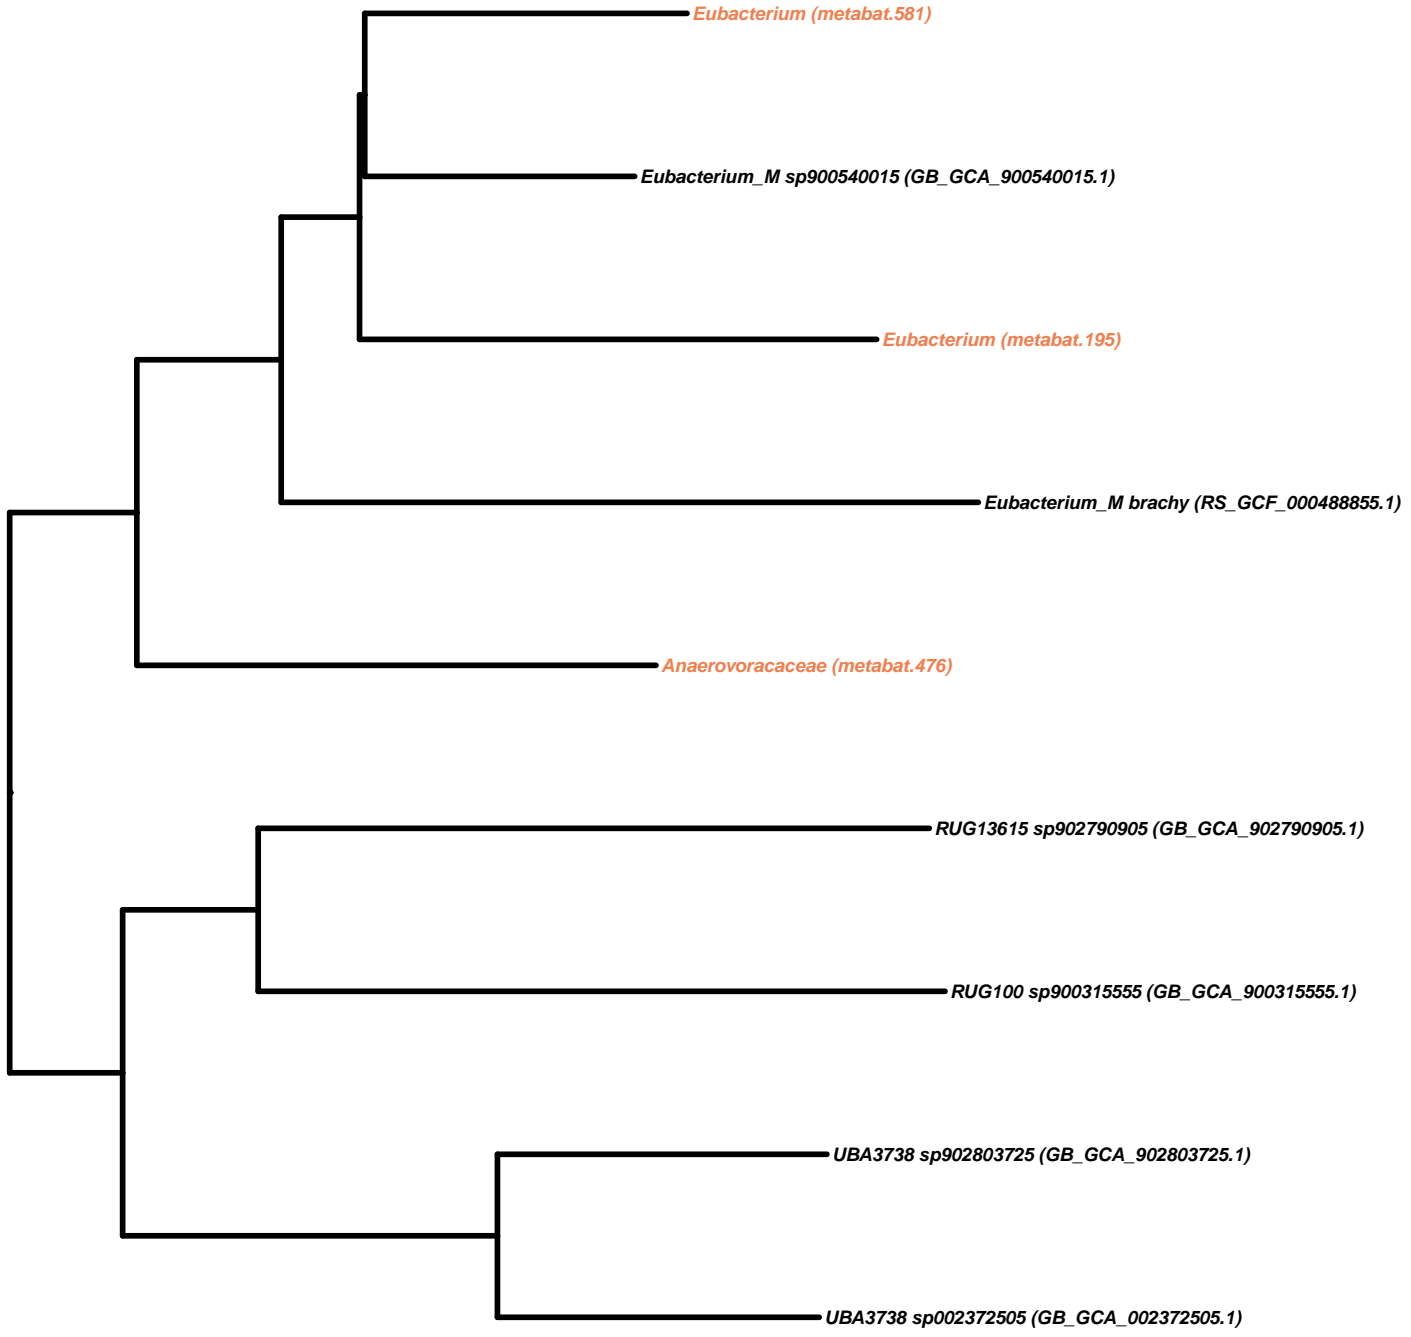 Eubacterium (metabat.581)
Eubacterium_M sp900540015 (GB_GCA_900540015.1)
Eubacterium (metabat.195)
Eubacterium_M brachy (RS_GCF_000488855.1)
Anaerovoracaceae (metabat.476)
RUG13615 sp902790905 (GB_GCA_902790905.1)
RUG100 sp900315555 (GB_GCA_900315555.1)
UBA3738 sp902803725 (GB_GCA_902803725.1)
UBA3738 sp002372505 (GB_GCA_002372505.1)